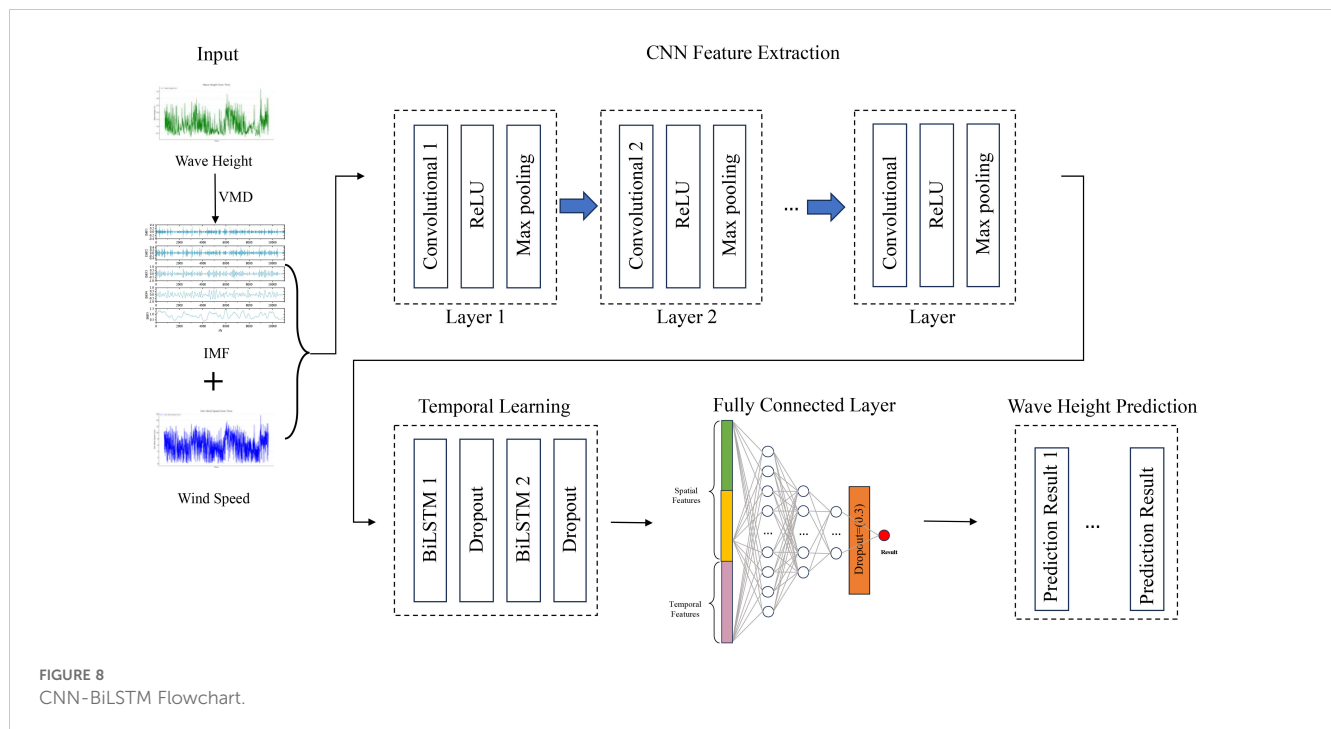 Input
CNN Feature Extraction
Wave Height
VMD
IMF
+
Wind Speed
Convolutional 1
ReLU
Max pooling
Layer 1
Convolutional 2
ReLU
Max pooling
Layer 2
...
Convolutional
ReLU
Max pooling
Layer
Temporal Learning
BiLSTM 1
Dropout
BiLSTM 2
Dropout
Fully Connected Layer
Spatial
Features
Temporal
Features
...
...
...
Dropout=(0.3)
Result
Wave Height Prediction
Prediction Result 1
...
Prediction Result
FIGURE 8
CNN-BiLSTM Flowchart.